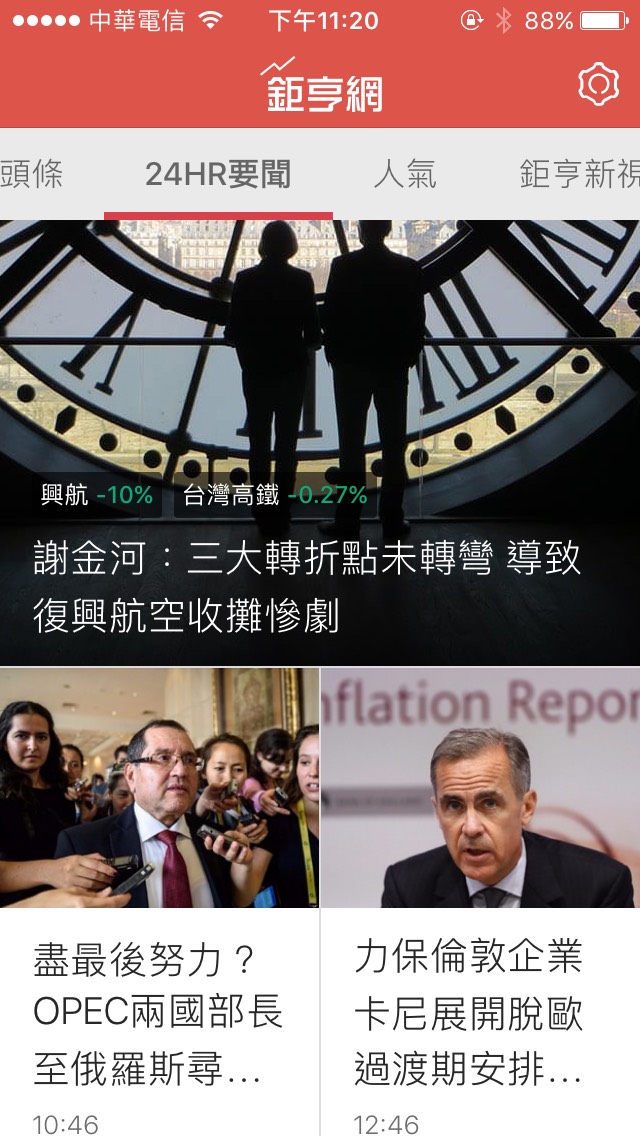 中華電信 下午11:20 88%
鉅亨網
頭條 24HR要聞 人氣 鉅亨新視
興航 -10% 台灣高鐵 -0.27%
謝金河：三大轉折點未轉彎 導致
復興航空收攤慘劇
nflation Repor
盡最後努力？
OPEC兩國部長
至俄羅斯尋...
10:46
力保倫敦企業
卡尼展開脫歐
過渡期安排...
12:46